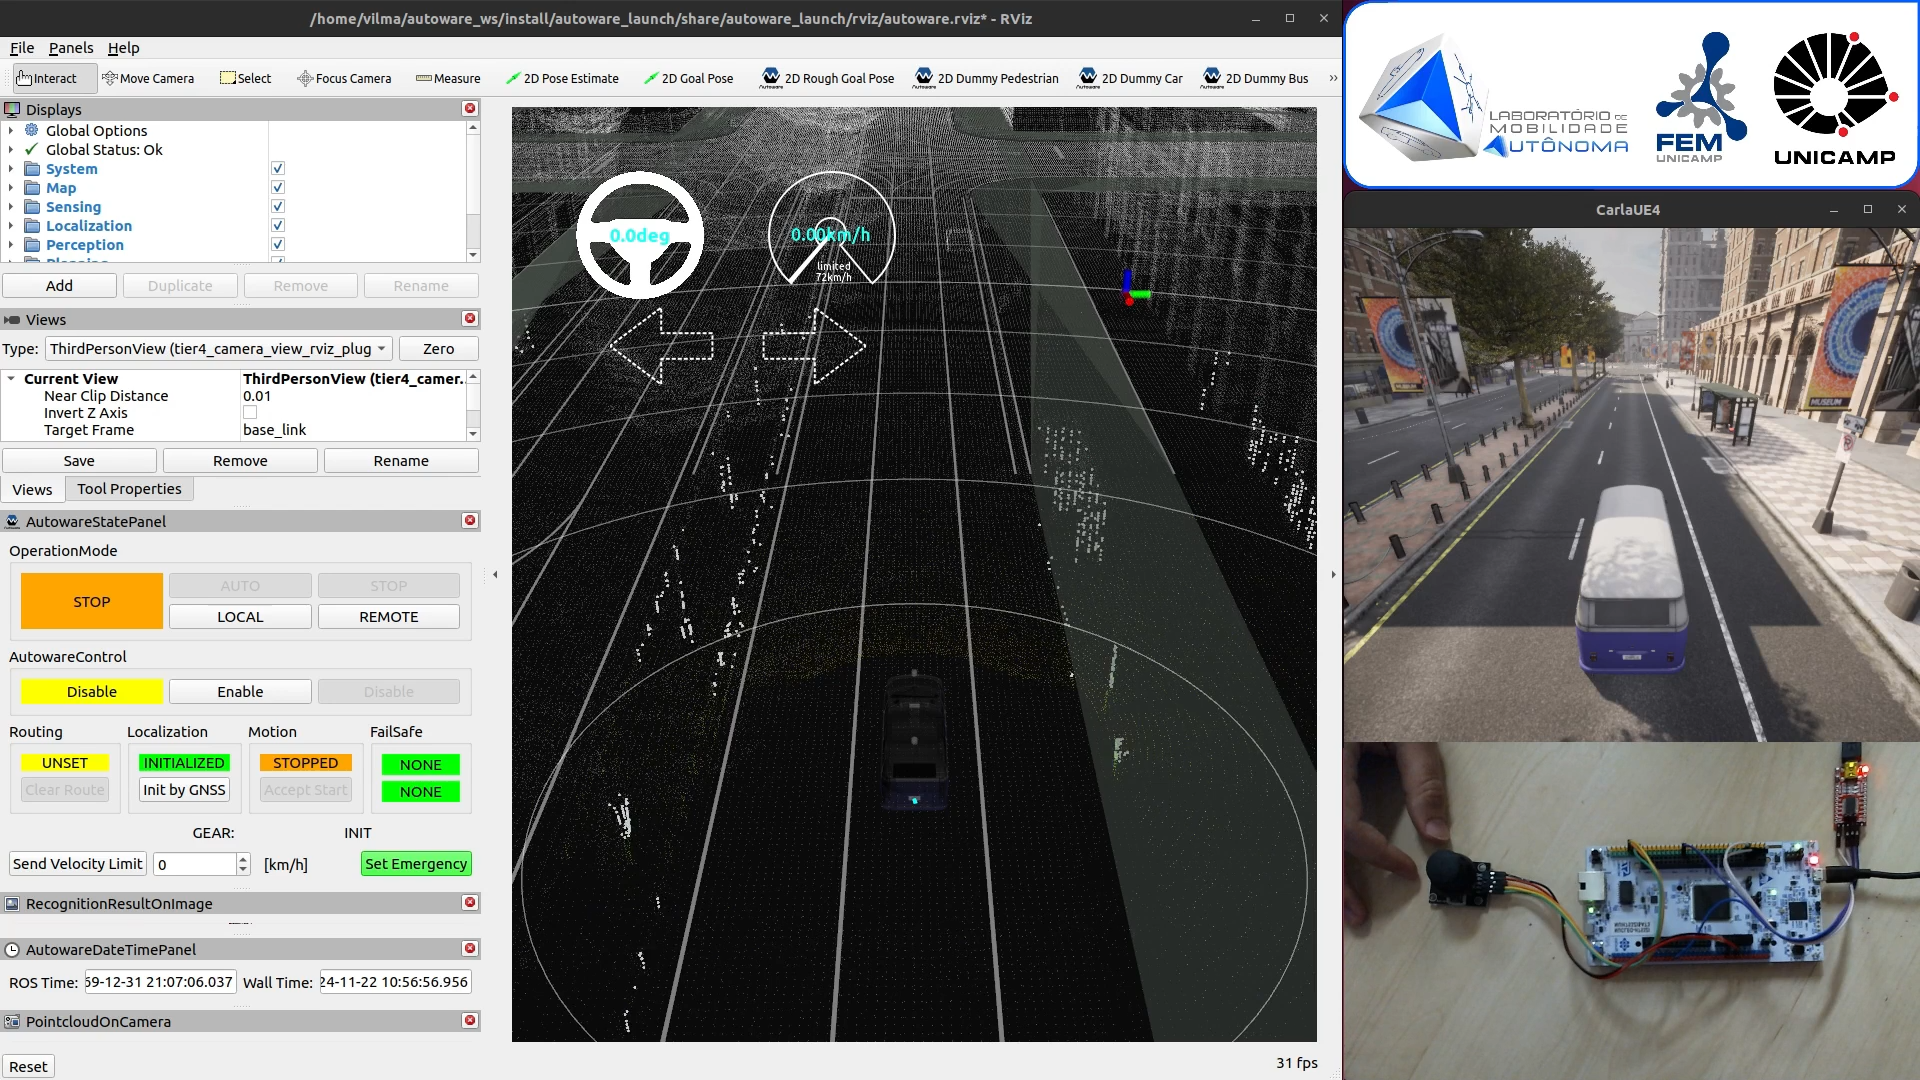 /home/vilma/autoware_ws/install/autoware_launch/share/autoware_launch/rviz/autoware.rviz* - RViz
File Panels Help
Interact Move Camera Select Focus Camera Measure 2D Pose Estimate 2D Goal Pose 2D Rough Goal Pose 2D Dummy Pedestrian 2D Dummy Car 2D Dummy Bus »
Displays
Global Options
Global Status: Ok
System
Map
Sensing
Localization
Perception
Add Duplicate Remove Rename
Views
Type: ThirdPersonView (tier4_camera_view_rviz_plug Zero
Current View ThirdPersonView (tier4_camer...
Near Clip Distance 0.01
Invert Z Axis
Target Frame base_link
Save Remove Rename
Views Tool Properties
AutowareStatePanel
OperationMode
STOP AUTO STOP
LOCAL REMOTE
AutowareControl
Disable Enable Disable
Routing Localization Motion FailSafe
UNSET INITIALIZED STOPPED NONE
Clear Route Init by GNSS Accept Start NONE
GEAR: INIT
Send Velocity Limit 0 [km/h] Set Emergency
RecognitionResultOnImage
AutowareDateTimePanel
ROS Time: 69-12-31 21:07:06.037 Wall Time: 24-11-22 10:56:56.956
PointcloudOnCamera
Reset
0.0deg
0.00km/h
limited
72km/h
31 fps
LABORATÓRIO DE
MOBILIDADE
AUTÔNOMA
FEM
UNICAMP
UNICAMP
CarlaUE4
MUSEUM